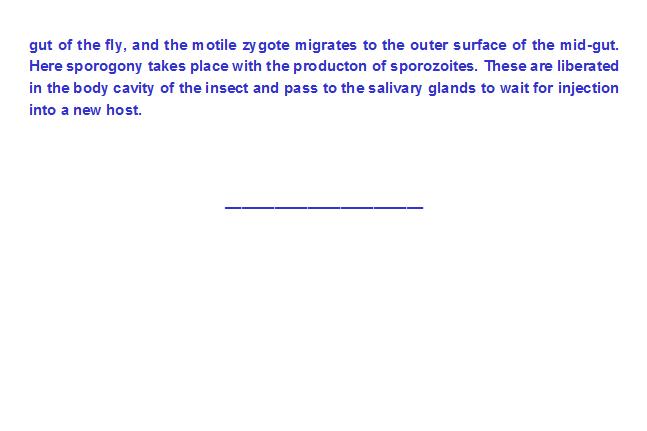 gut of the fly, and the motile zygote migrates to the outer surface of the mid-gut.
Here sporogony takes place with the producton of sporozoites. These are liberated
in the body cavity of the insect and pass to the salivary glands to wait for injection
into a new host.